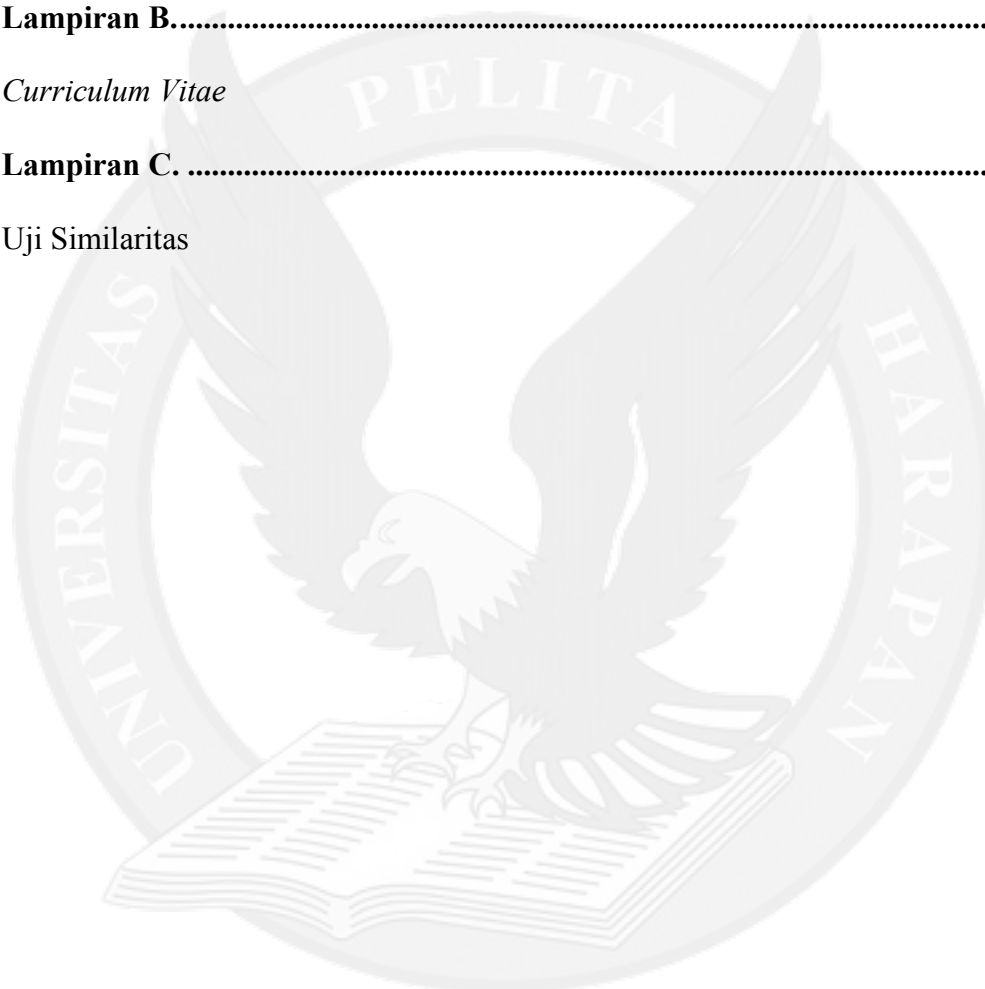 Lampiran B.......................................................................................................
Curriculum Vitae
Lampiran C. .....................................................................................................
Uji Similaritas
UNIVERSITAS PELITA HARAPAN